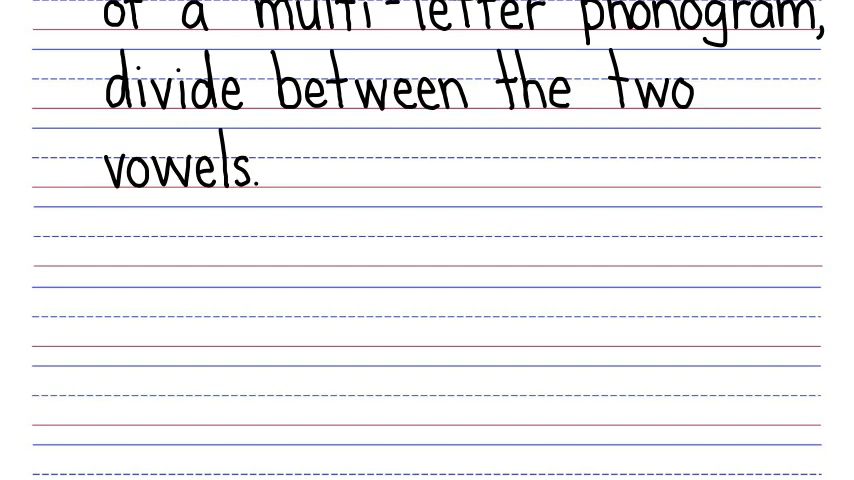 of a multi-letter phonogram,
divide between the two
vowels.